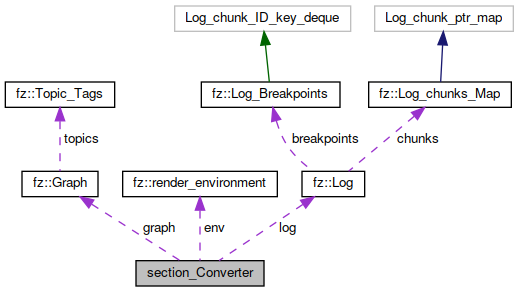 Log_chunk_ID_key_deque
Log_chunk_ptr_map
fz::Topic_Tags
fz::Log_Breakpoints
fz::Log_chunks_Map
topics
breakpoints
chunks
fz::Graph
fz::render_environment
fz::Log
graph
env
log
section_Converter